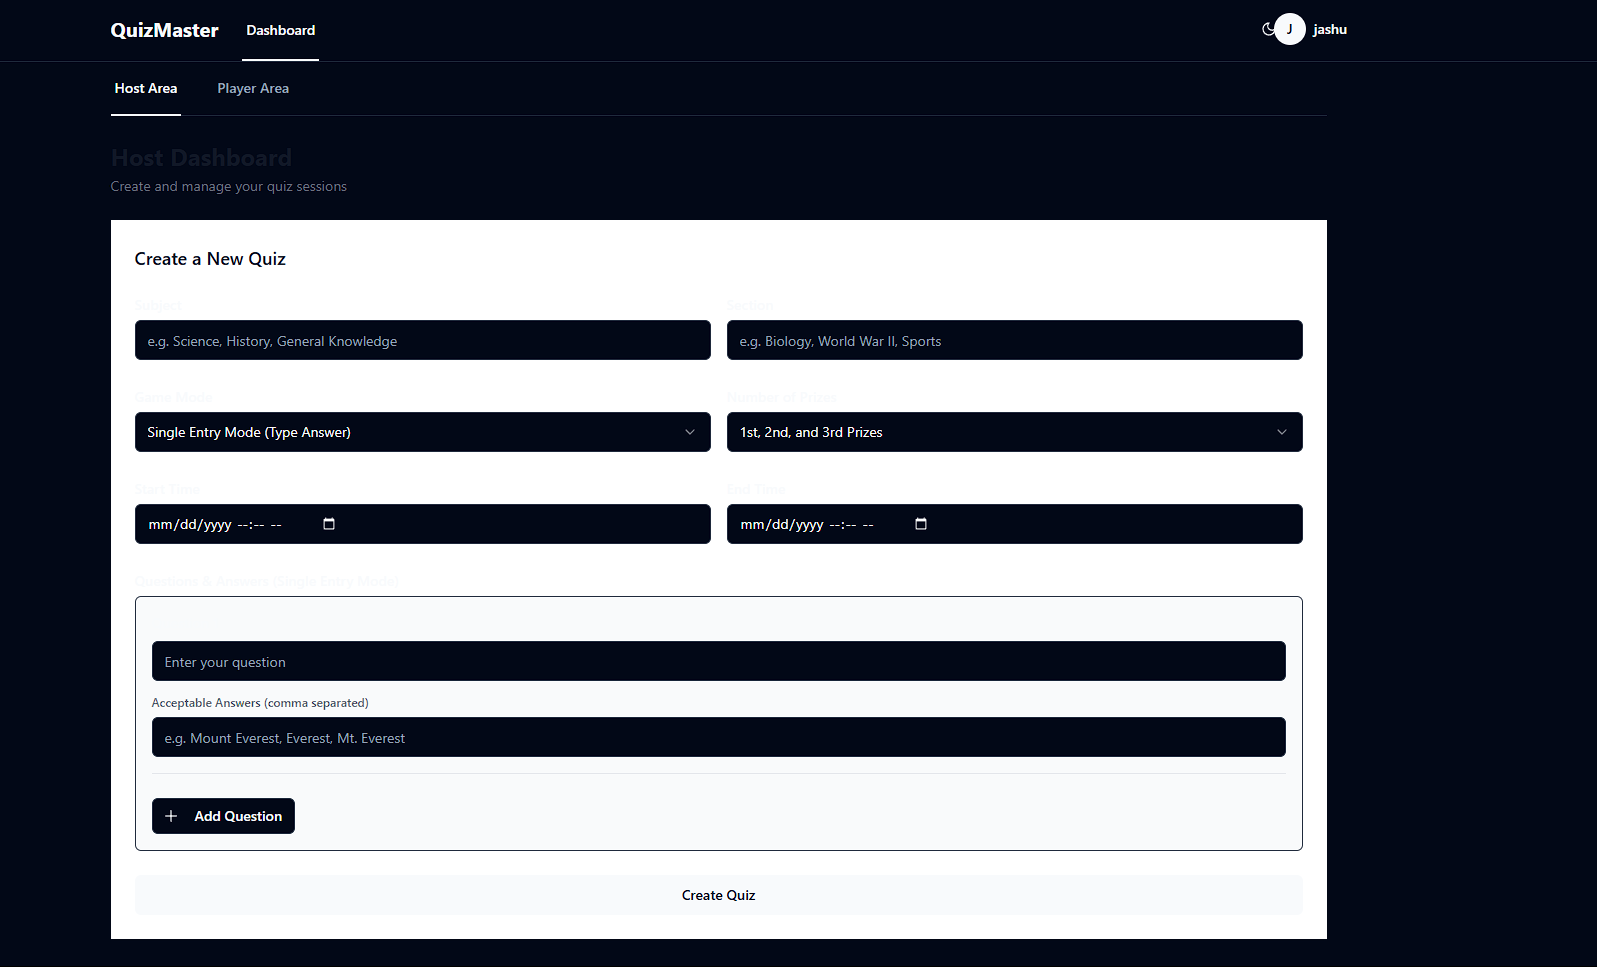 QuizMaster Dashboard J jashu
Host Area Player Area
Host Dashboard
Create and manage your quiz sessions
Create a New Quiz
Subject Section
e.g. Science, History, General Knowledge e.g. Biology, World War II, Sports
Game Mode Number of Prizes
Single Entry Mode (Type Answer) 1st, 2nd, and 3rd Prizes
Start Time End Time
mm/dd/yyyy --:-- -- mm/dd/yyyy --:-- --
Questions & Answers (Single Entry Mode)
Enter your question
Acceptable Answers (comma separated)
e.g. Mount Everest, Everest, Mt. Everest
+ Add Question
Create Quiz